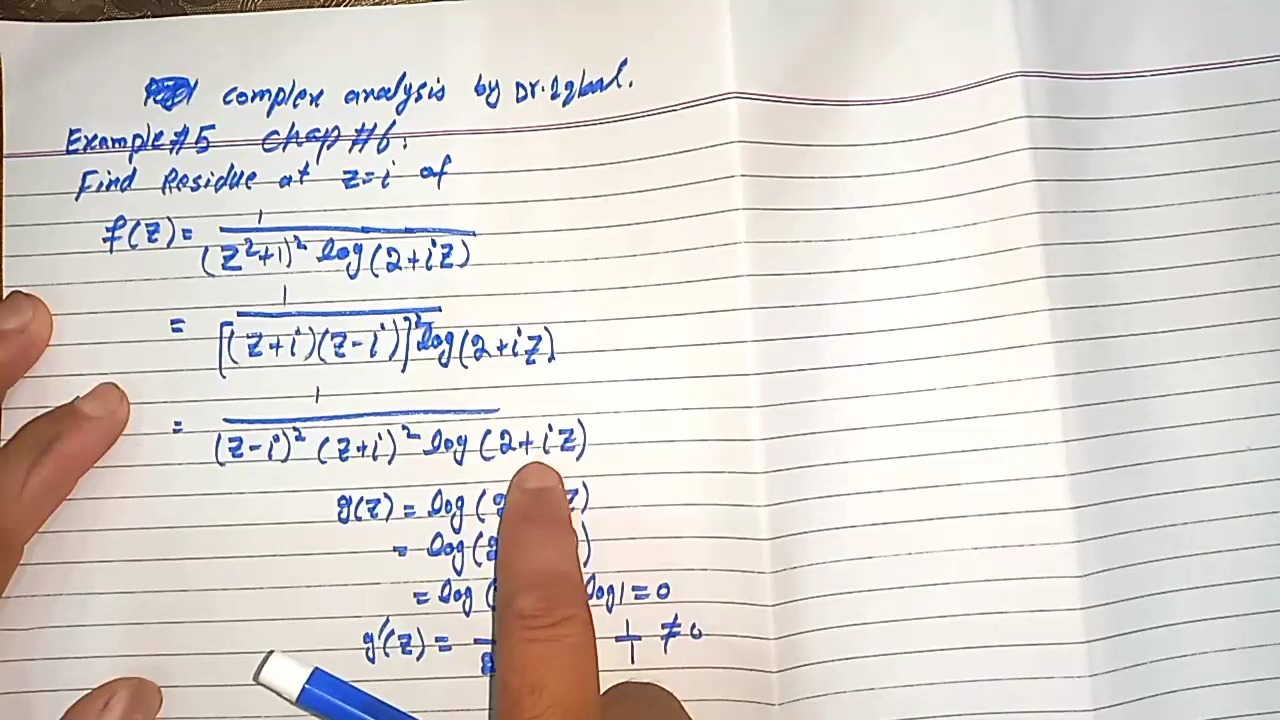 complex analysis by Dr. Iqbal.
Example #5 Chap #6.
Find Residue at z=i of
f(z) = 1 / (z²+1)² log(2+iz)
= 1 / [(z+i)(z-i)]² log(2+iz)
= 1 / (z-i)² (z+i)² log(2+iz)
g(z) = log( z)
= log( )
= log( log1 = 0
g'(z) = ≠ 0